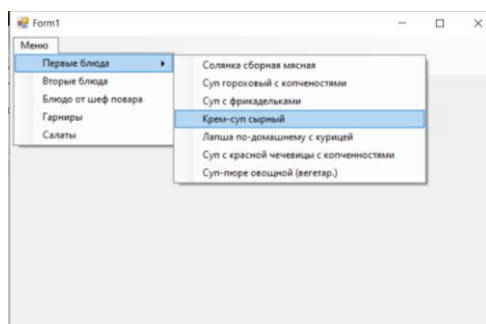 Form1
Меню
Первые блюда
Вторые блюда
Блюдо от шеф повара
Гарниры
Салаты
Солянка сборная мясная
Суп гороховый с копченостями
Суп с фрикадельками
Крем-суп сырный
Лапша по-домашнему с курицей
Суп с красной чечевицы с копченностями
Суп-пюре овощной (вегетар.)